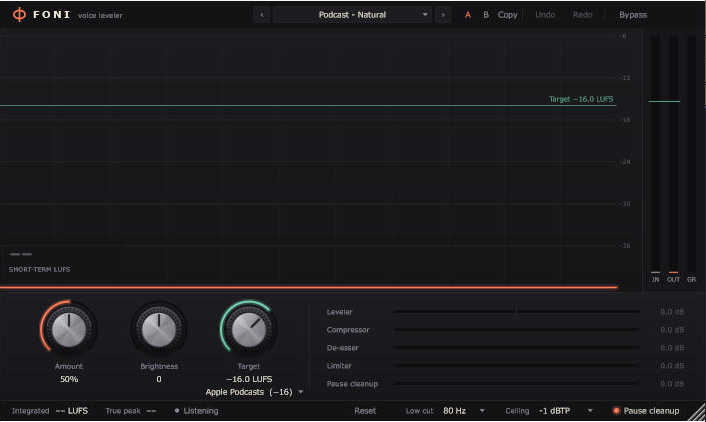 FONI voice leveler ‹ Podcast - Natural › A B Copy Undo Redo Bypass
-6
-12
Target −16.0 LUFS
-18
-24
-30
-36
-- SHORT-TERM LUFS
IN OUT GR
Leveler 0.0 dB
Compressor 0.0 dB
De-esser 0.0 dB
Limiter 0.0 dB
Pause cleanup 0.0 dB
Amount Brightness Target
50% 0 −16.0 LUFS
Apple Podcasts (−16)
Integrated -- LUFS True peak -- Listening Reset Low cut 80 Hz Ceiling -1 dBTP Pause cleanup